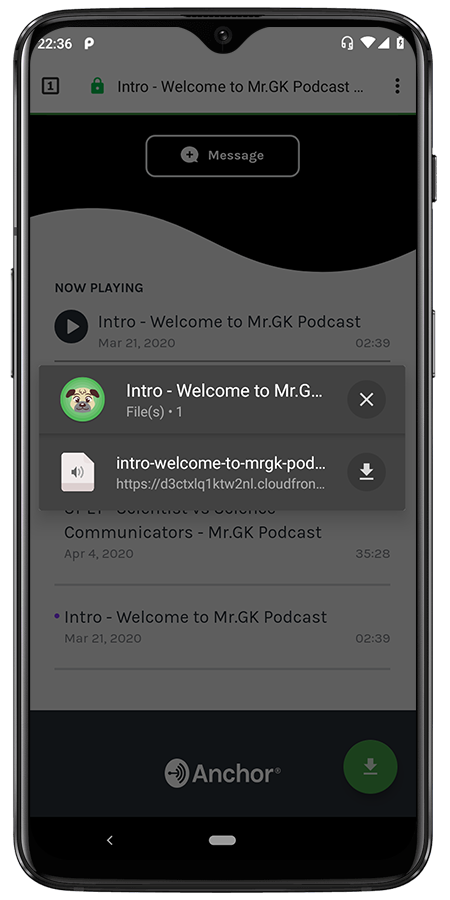 22:36
1
Intro - Welcome to Mr.GK Podcast ...
Message
NOW PLAYING
Intro - Welcome to Mr.GK Podcast
Mar 21, 2020 02:39
Intro - Welcome to Mr.G...
File(s) • 1
intro-welcome-to-mrgk-pod...
https://d3ctxlq1ktw2nl.cloudfron...
Scientist vs Science
Communicators - Mr.GK Podcast
Apr 4, 2020 35:28
Intro - Welcome to Mr.GK Podcast
Mar 21, 2020 02:39
Anchor®